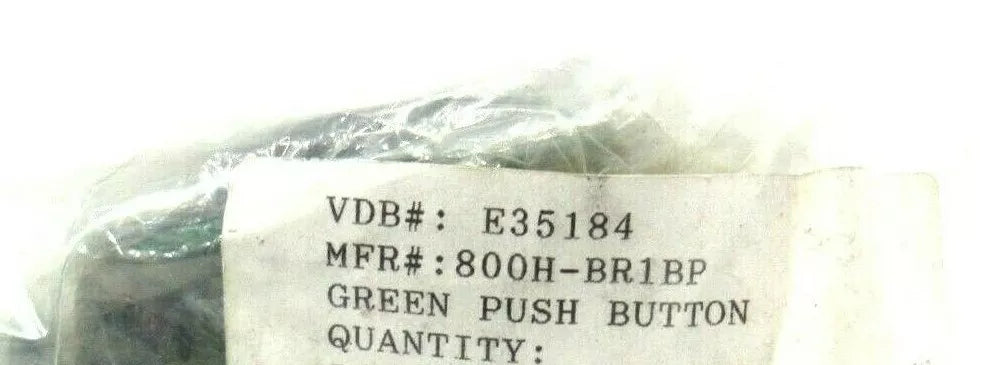 VDB#: E35184
MFR#:800H-BR1BP
GREEN PUSH BUTTON
QUANTITY: